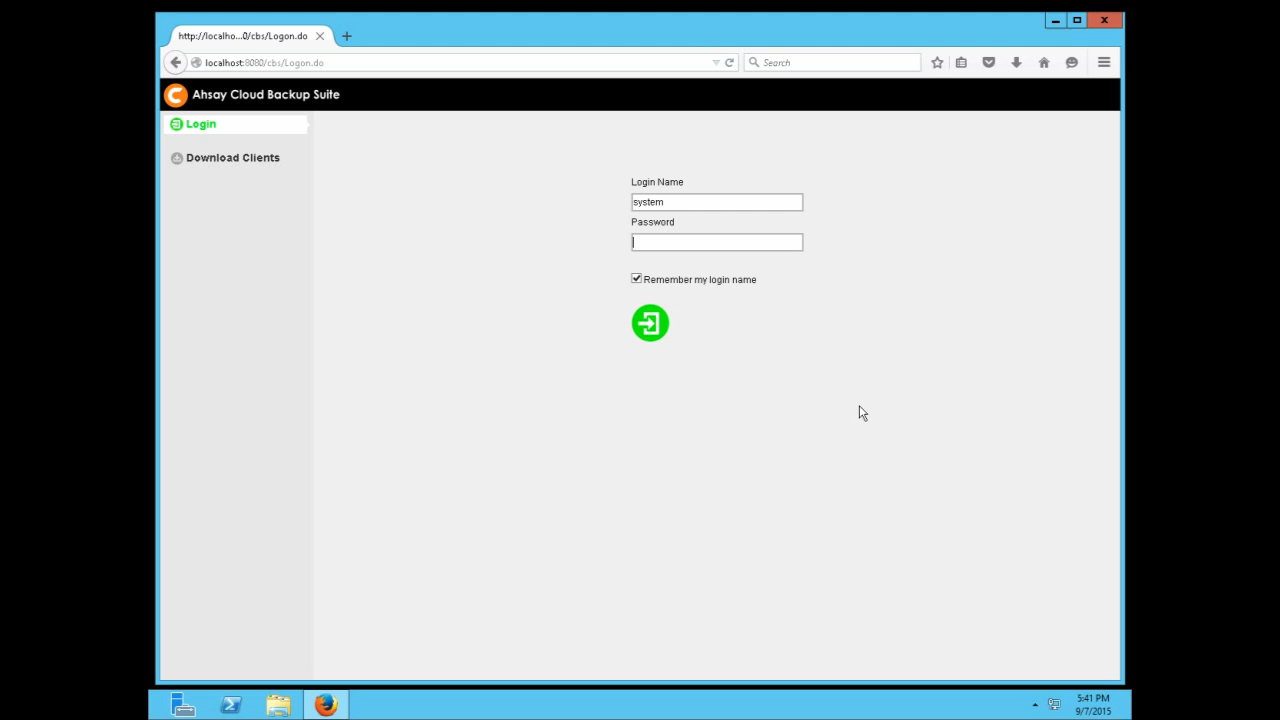 http://localho...0/cbs/Logon.do
localhost:8080/cbs/Logon.do
Search
Ahsay Cloud Backup Suite
Login
Download Clients
Login Name
system
Password
Remember my login name
5:41 PM
9/7/2015